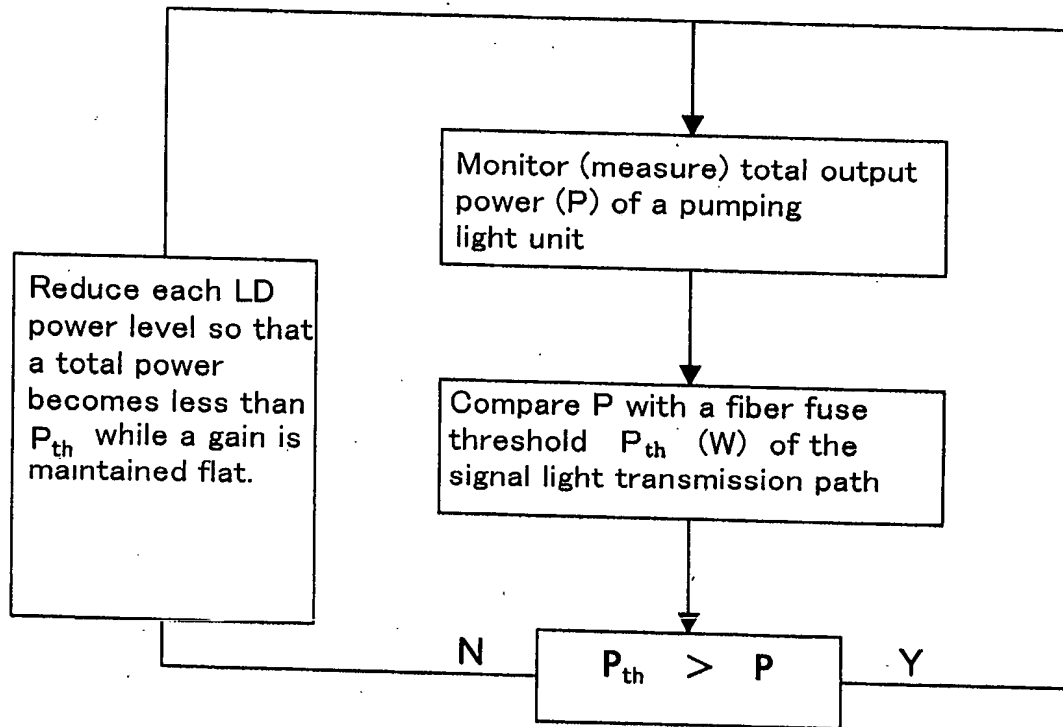 Monitor (measure) total output
power (P) of a pumping
light unit
Reduce each LD
power level so that
a total power
becomes less than
Pth while a gain is
maintained flat.
Compare P with a fiber fuse
threshold Pth (W) of the
signal light transmission path
N
Pth > P
Y